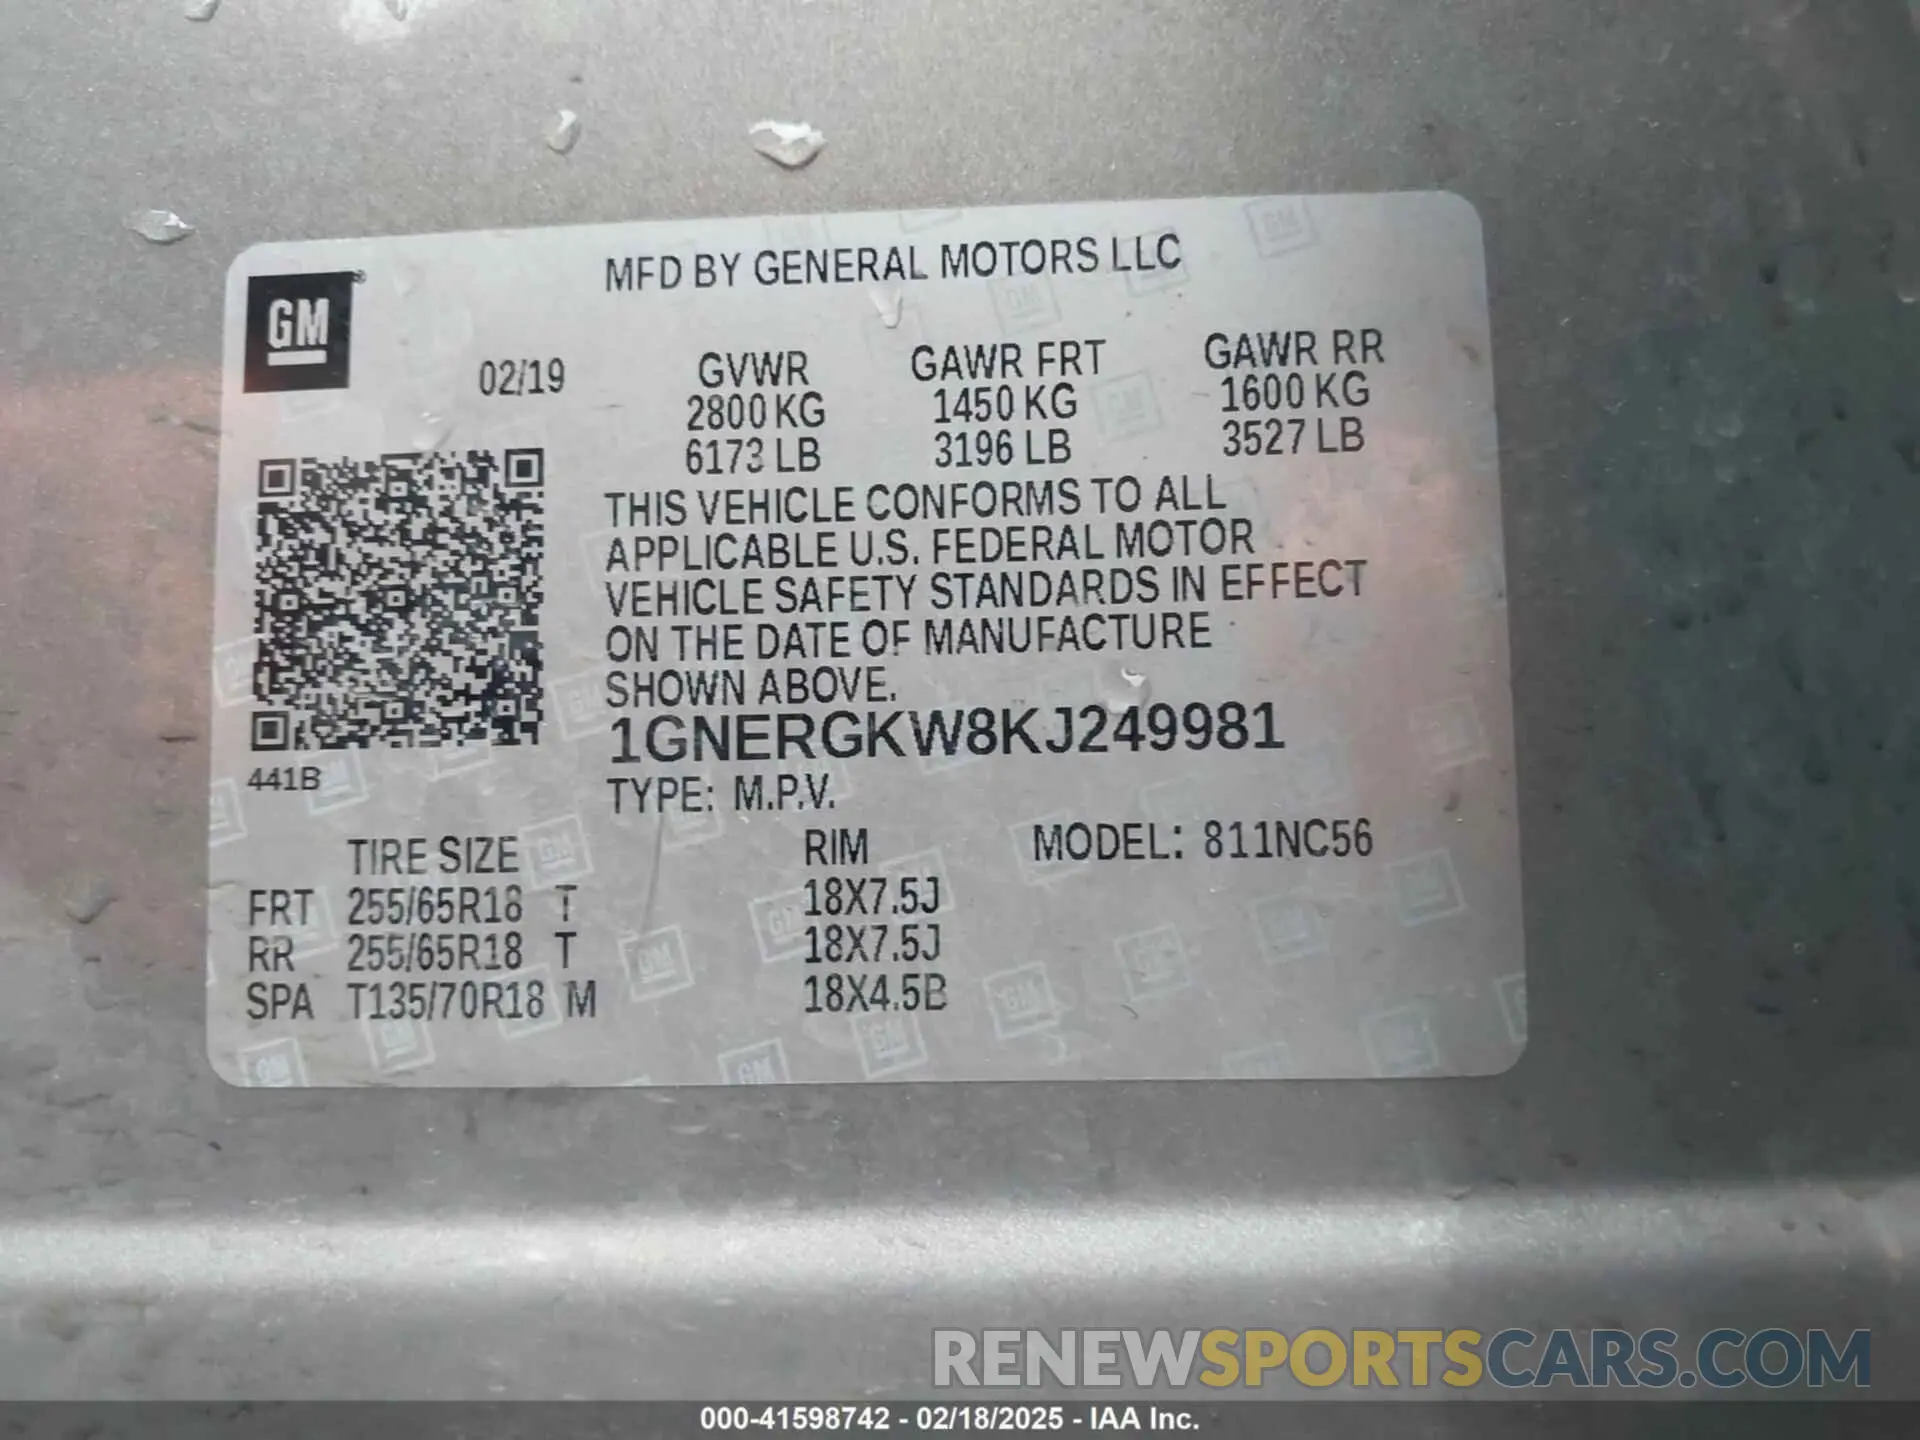 MFD BY GENERAL MOTORS LLC
GM®
02/19 GVWR GAWR FRT GAWR RR
2800 KG 1450 KG 1600 KG
6173 LB 3196 LB 3527 LB
THIS VEHICLE CONFORMS TO ALL
APPLICABLE U.S. FEDERAL MOTOR
VEHICLE SAFETY STANDARDS IN EFFECT
ON THE DATE OF MANUFACTURE
SHOWN ABOVE.
1GNERGKW8KJ249981
441B
TYPE: M.P.V.
TIRE SIZE RIM MODEL: 811NC56
FRT 255/65R18 T 18X7.5J
RR 255/65R18 T 18X7.5J
SPA T135/70R18 M 18X4.5B
RENEWSPORTSCARS.COM
000-41598742 - 02/18/2025 - IAA Inc.